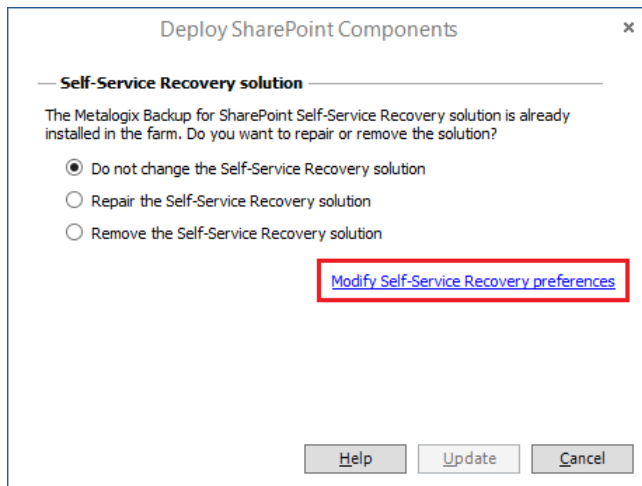 Deploy SharePoint Components
Self-Service Recovery solution
The Metalogix Backup for SharePoint Self-Service Recovery solution is already
installed in the farm. Do you want to repair or remove the solution?
Do not change the Self-Service Recovery solution
Repair the Self-Service Recovery solution
Remove the Self-Service Recovery solution
Modify Self-Service Recovery preferences
Help Update Cancel